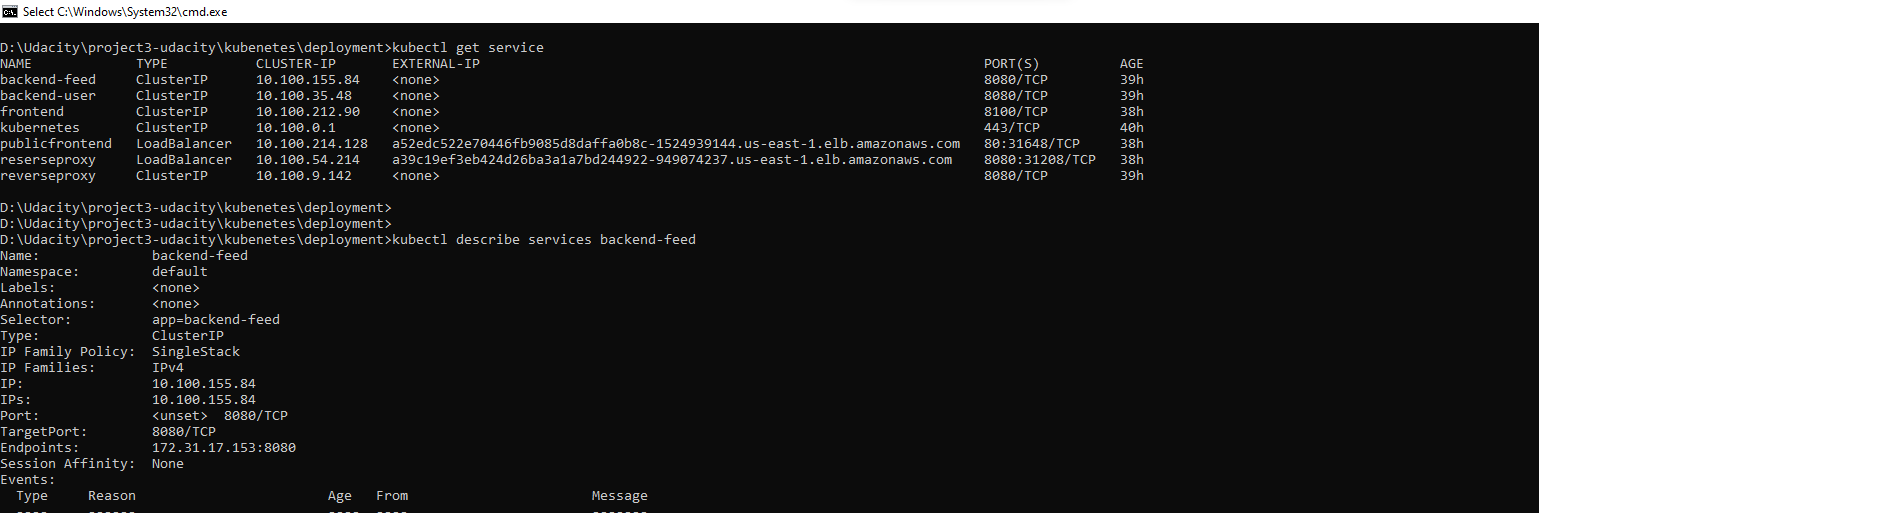 Select C:\Windows\System32\cmd.exe
D:\Udacity\project3-udacity\kubenetes\deployment>kubectl get service
NAME TYPE CLUSTER-IP EXTERNAL-IP PORT(S) AGE
backend-feed ClusterIP 10.100.155.84 <none> 8080/TCP 39h
backend-user ClusterIP 10.100.35.48 <none> 8080/TCP 39h
frontend ClusterIP 10.100.212.90 <none> 8100/TCP 38h
kubernetes ClusterIP 10.100.0.1 <none> 443/TCP 40h
publicfrontend LoadBalancer 10.100.214.128 a52edc522e70446fb9085d8daffa0b8c-1524939144.us-east-1.elb.amazonaws.com 80:31648/TCP 38h
reserseproxy LoadBalancer 10.100.54.214 a39c19ef3eb424d26ba3a1a7bd244922-949074237.us-east-1.elb.amazonaws.com 8080:31208/TCP 38h
reverseproxy ClusterIP 10.100.9.142 <none> 8080/TCP 39h
D:\Udacity\project3-udacity\kubenetes\deployment>
D:\Udacity\project3-udacity\kubenetes\deployment>
D:\Udacity\project3-udacity\kubenetes\deployment>kubectl describe services backend-feed
Name: backend-feed
Namespace: default
Labels: <none>
Annotations: <none>
Selector: app=backend-feed
Type: ClusterIP
IP Family Policy: SingleStack
IP Families: IPv4
IP: 10.100.155.84
IPs: 10.100.155.84
Port: <unset> 8080/TCP
TargetPort: 8080/TCP
Endpoints: 172.31.17.153:8080
Session Affinity: None
Events:
Type Reason Age From Message
---- ------ ---- ---- -------